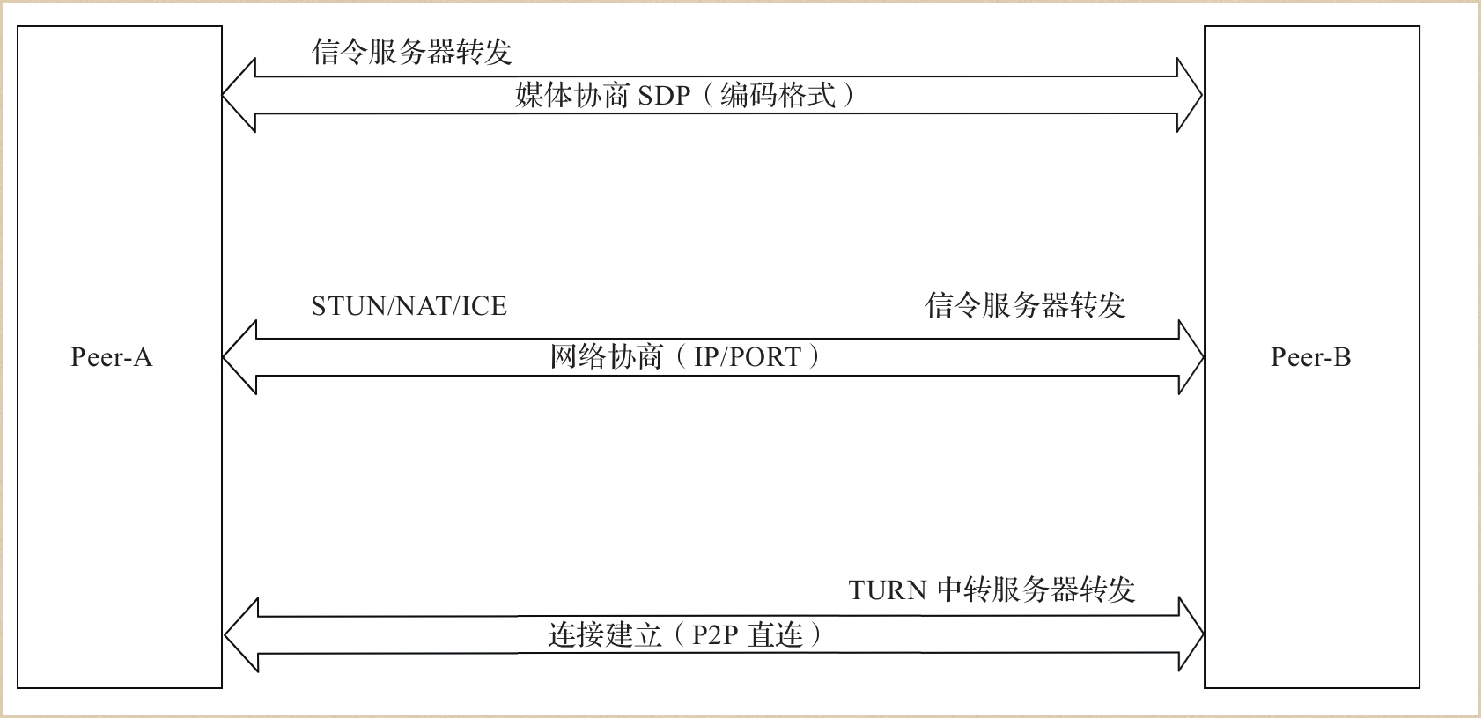 信令服务器转发
媒体协商 SDP（编码格式）
STUN/NAT/ICE
信令服务器转发
Peer-A
网络协商（IP/PORT）
Peer-B
TURN 中转服务器转发
连接建立（P2P 直连）